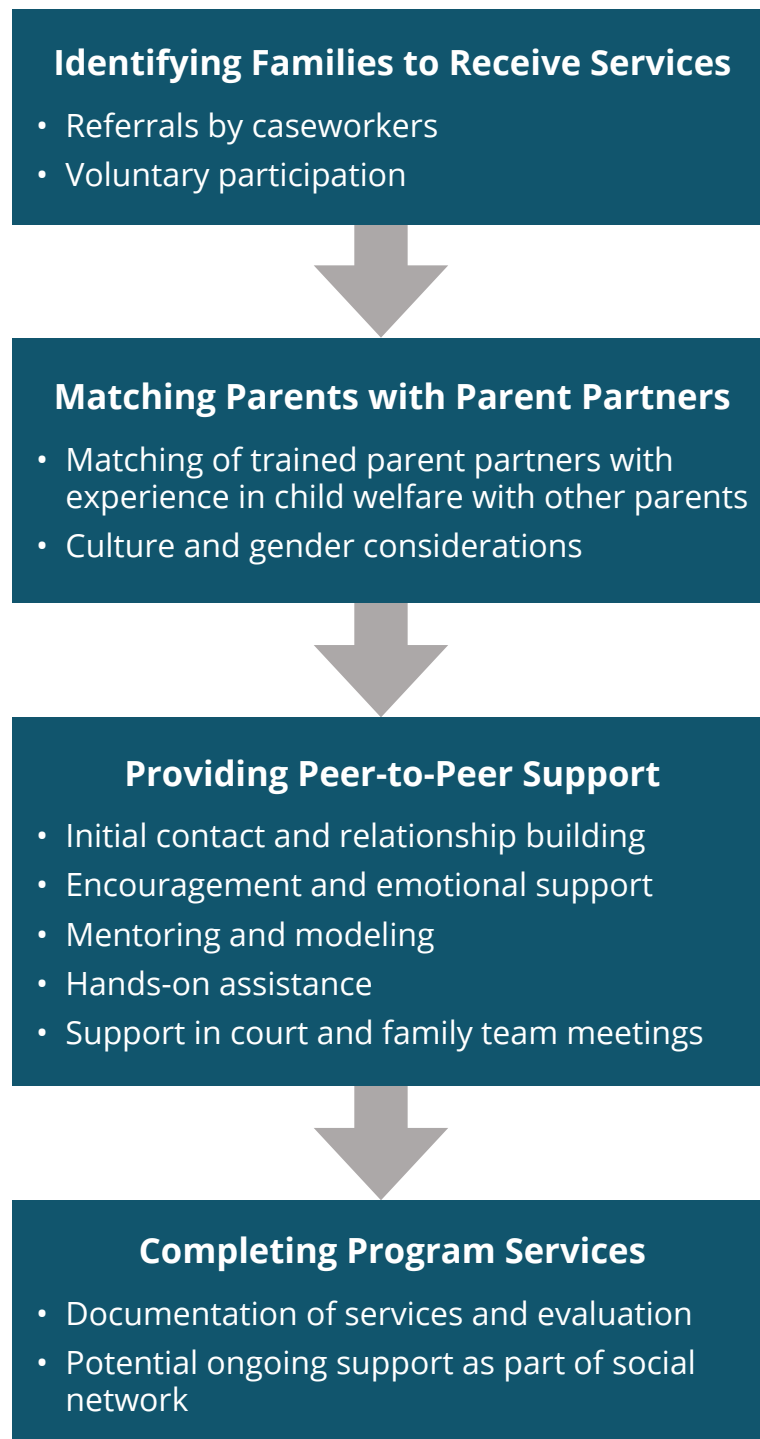 Identifying Families to Receive Services
• Referrals by caseworkers
• Voluntary participation
Matching Parents with Parent Partners
• Matching of trained parent partners with
experience in child welfare with other parents
• Culture and gender considerations
Providing Peer-to-Peer Support
• Initial contact and relationship building
• Encouragement and emotional support
• Mentoring and modeling
• Hands-on assistance
• Support in court and family team meetings
Completing Program Services
• Documentation of services and evaluation
• Potential ongoing support as part of social
network